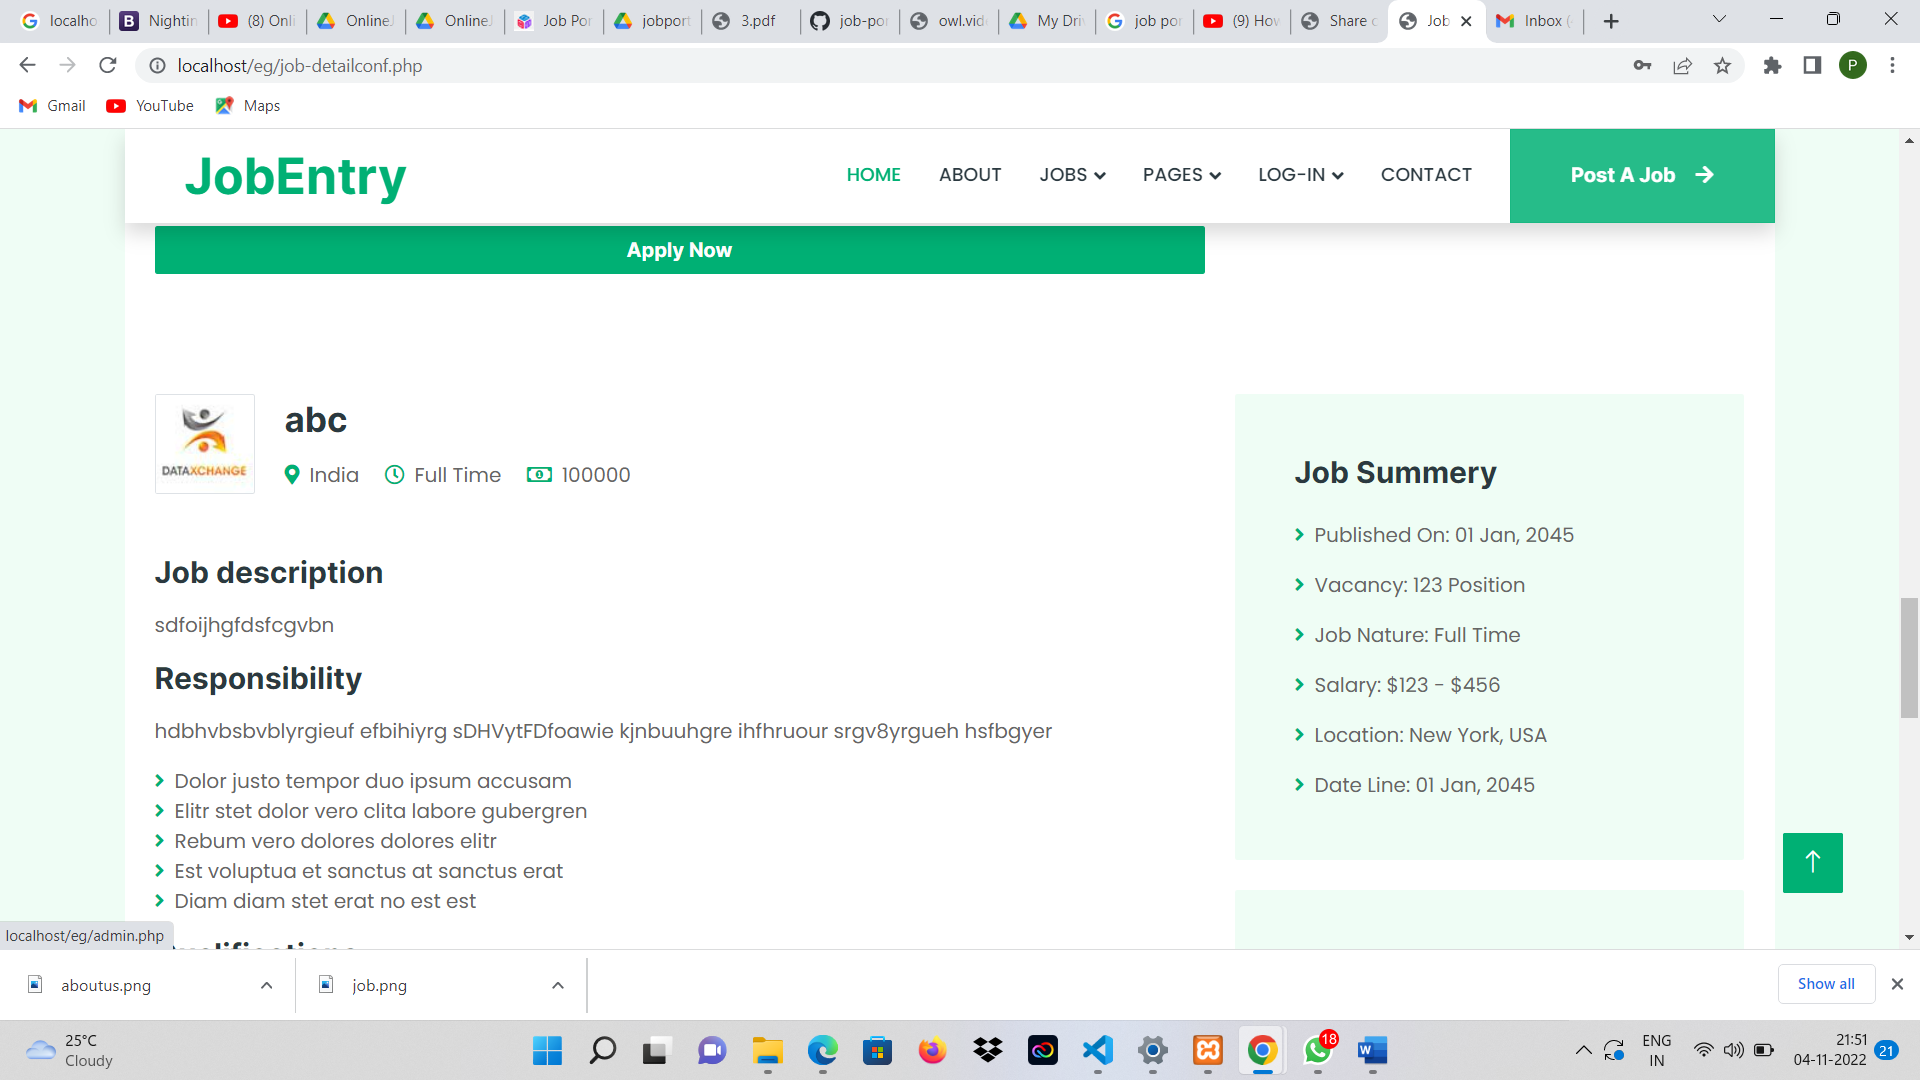 localho
Nightin
(8) Onli
OnlineJ
OnlineJ
Job Por
jobport
3.pdf
job-por
owl.vid
My Driv
job por
(9) How
Share c
Job
Inbox (
localhost/eg/job-detailconf.php
P
Gmail
YouTube
Maps
JobEntry
HOME
ABOUT
JOBS
PAGES
LOG-IN
CONTACT
Post A Job
Apply Now
DATAXCHANGE
abc
India
Full Time
100000
Job description
sdfoijhgfdsfcgvbn
Responsibility
hdbhvbsbvblyrgieuf efbihiyrg sDHVytFDfoawie kjnbuuhgre ihfhruour srgv8yrgueh hsfbgyer
Dolor justo tempor duo ipsum accusam
Elitr stet dolor vero clita labore gubergren
Rebum vero dolores dolores elitr
Est voluptua et sanctus at sanctus erat
Diam diam stet erat no est est
Job Summery
Published On: 01 Jan, 2045
Vacancy: 123 Position
Job Nature: Full Time
Salary: $123 - $456
Location: New York, USA
Date Line: 01 Jan, 2045
localhost/eg/admin.php
aboutus.png
job.png
Show all
25°C
Cloudy
18
ENG
IN
21:51
04-11-2022
21